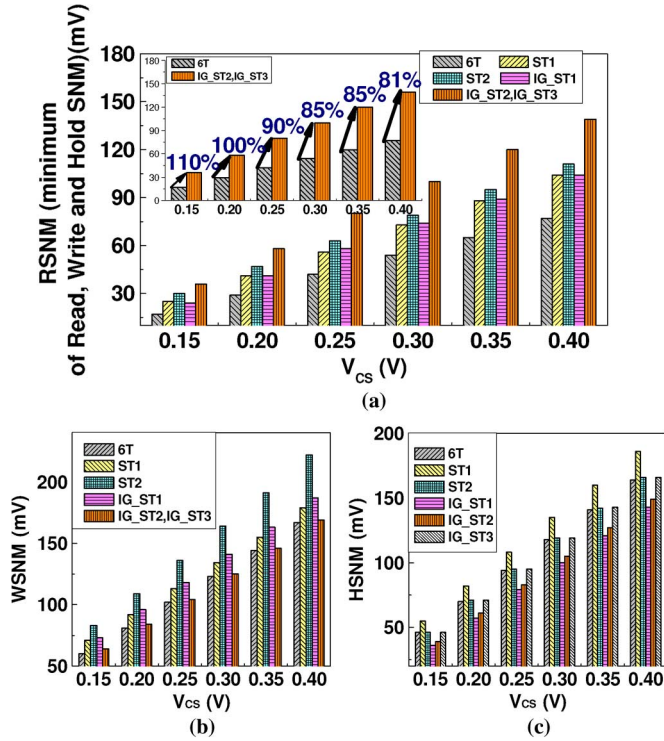 (a)
RSNM (minimum
of Read, Write and Hold SNM)(mv)
180
150
120
90
60
30
0.15 0.20 0.25 0.30 0.35 0.40
VCS (V)
180
150
120
90
60
30
0
6T
IG_ST2,IG_ST3
110% 100% 90% 85% 85% 81%
0.15 0.20 0.25 0.30 0.35 0.40
6T ST1
ST2 IG_ST1
IG_ST2,IG_ST3
(a)
WSNM (mV)
200
150
100
50
6T
ST1
ST2
IG_ST1
IG_ST2,IG_ST3
0.15 0.20 0.25 0.30 0.35 0.40
VCS (V)
(b)
HSNM (mV)
200
150
100
50
6T
ST1
ST2
IG_ST1
IG_ST2
IG_ST3
0.15 0.20 0.25 0.30 0.35 0.40
VCS (V)
(c)